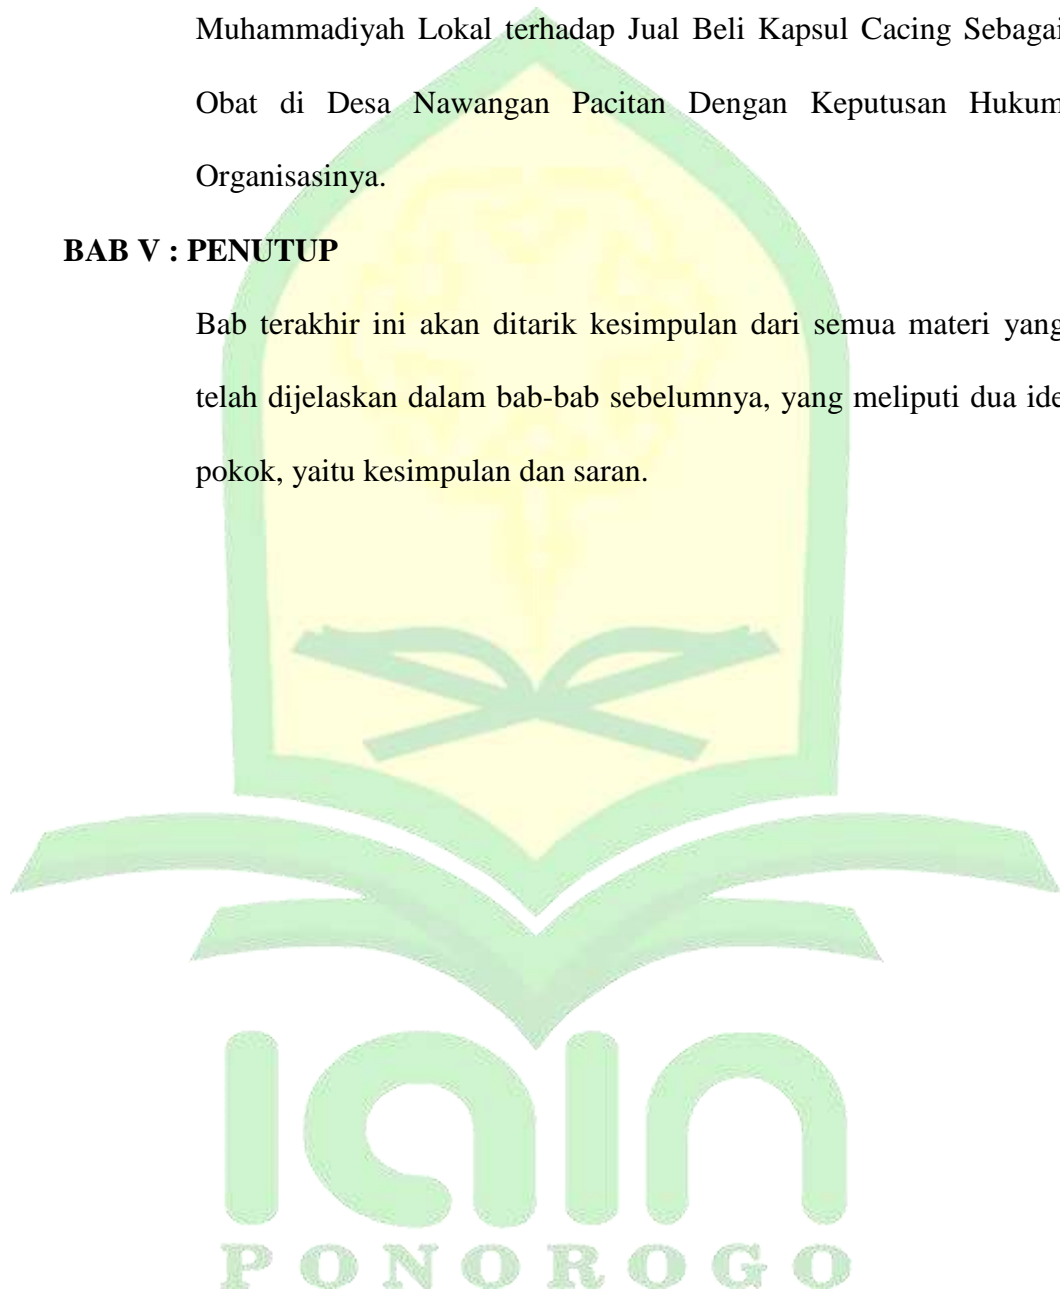 Muhammadiyah Lokal terhadap Jual Beli Kapsul Cacing Sebagai
Obat di Desa Nawangan Pacitan Dengan Keputusan Hukum
Organisasinya.
BAB V : PENUTUP
Bab terakhir ini akan ditarik kesimpulan dari semua materi yang
telah dijelaskan dalam bab-bab sebelumnya, yang meliputi dua ide
pokok, yaitu kesimpulan dan saran.
iain
PONOROGO